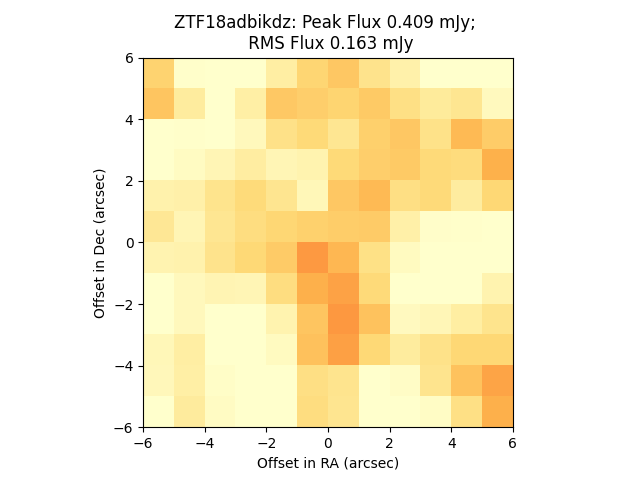 ZTF18adbikdz: Peak Flux 0.409 mJy;
RMS Flux 0.163 mJy
6
4
2
0
−2
−4
−6
Offset in Dec (arcsec)
−6 −4 −2 0 2 4 6
Offset in RA (arcsec)